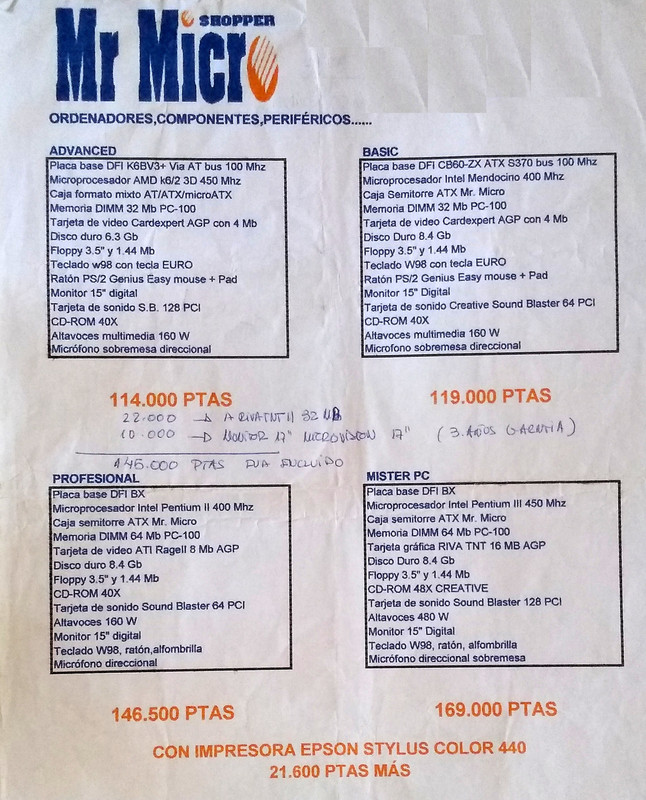 SHOPPER
Mr Micro
ORDENADORES,COMPONENTES,PERIFÉRICOS......
ADVANCED
Placa base DFI K6BV3+ Via AT bus 100 Mhz
Microprocesador AMD k6/2 3D 450 Mhz
Caja formato mixto AT/ATX/microATX
Memoria DIMM 32 Mb PC-100
Tarjeta de video Cardexpert AGP con 4 Mb
Disco duro 6.3 Gb
Floppy 3.5" y 1.44 Mb
Teclado w98 con tecla EURO
Ratón PS/2 Genius Easy mouse + Pad
Monitor 15" digital
Tarjeta de sonido S.B. 128 PCI
CD-ROM 40X
Altavoces multimedia 160 W
Micrófono sobremesa direccional
114.000 PTAS
BASIC
Placa base DFI CB60-ZX ATX S370 bus 100 Mhz
Microprocesador Intel Mendocino 400 Mhz
Caja Semitorre ATX Mr. Micro
Memoria DIMM 32 Mb PC-100
Tarjeta de video Cardexpert AGP con 4 Mb
Disco Duro 8.4 Gb
Floppy 3.5" y 1.44 Mb
Teclado W98 con tecla EURO
Ratón PS/2 Genius Easy mouse + Pad
Monitor 15" Digital
Tarjeta de sonido Creative Sound Blaster 64 PCI
CD-ROM 40X
Altavoces multimedia 160 W
Microfono sobremesa direccional
119.000 PTAS
22.000 → A RIVA TNT II 32 MB
10.000 → MONITOR 17" MICROVISION 17" (3 AÑOS GARANTIA)
146.000 PTAS IVA INCLUIDO
PROFESIONAL
Placa base DFI BX
Microprocesador Intel Pentium II 400 Mhz
Caja semitorre ATX Mr. Micro
Memoria DIMM 64 Mb PC-100
Tarjeta de video ATI RageII 8 Mb AGP
Disco duro 8.4 Gb
Floppy 3.5" y 1.44 Mb
CD-ROM 40X
Tarjeta de sonido Sound Blaster 64 PCI
Altavoces 160 W
Monitor 15" digital
Teclado W98, ratón,alfombrilla
Micrófono direccional
146.500 PTAS
MISTER PC
Placa base DFI BX
Microprocesador Intel Pentium III 450 Mhz
Caja semitorre ATX Mr. Micro
Memoria DIMM 64 Mb PC-100
Tarjeta gráfica RIVA TNT 16 MB AGP
Disco Duro 8.4 Gb
Floppy 3.5" y 1.44 Mb
CD-ROM 48X CREATIVE
Tarjeta de sonido Sound Blaster 128 PCI
Altavoces 480 W
Monitor 15" Digital
Teclado W98, ratón, alfombrilla
Micrófono direccional sobremesa
169.000 PTAS
CON IMPRESORA EPSON STYLUS COLOR 440
21.600 PTAS MÁS